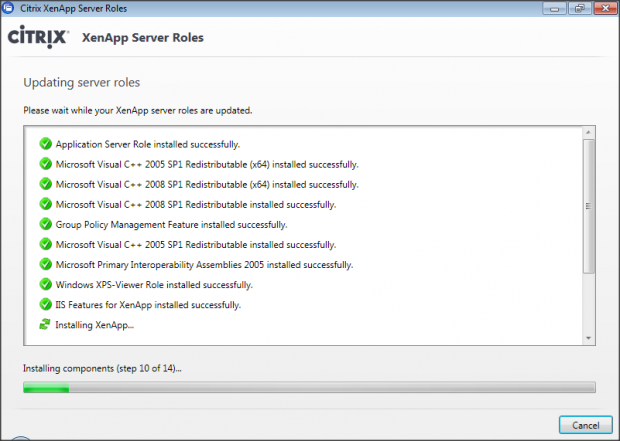 Citrix XenApp Server Roles
CITRIX XenApp Server Roles
Updating server roles
Please wait while your XenApp server roles are updated.
Application Server Role installed successfully.
Microsoft Visual C++ 2005 SP1 Redistributable (x64) installed successfully.
Microsoft Visual C++ 2008 SP1 Redistributable (x64) installed successfully.
Microsoft Visual C++ 2008 SP1 Redistributable installed successfully.
Group Policy Management Feature installed successfully.
Microsoft Visual C++ 2005 SP1 Redistributable installed successfully.
Microsoft Primary Interoperability Assemblies 2005 installed successfully.
Windows XPS-Viewer Role installed successfully.
IIS Features for XenApp installed successfully.
Installing XenApp...
Installing components (step 10 of 14)...
Cancel